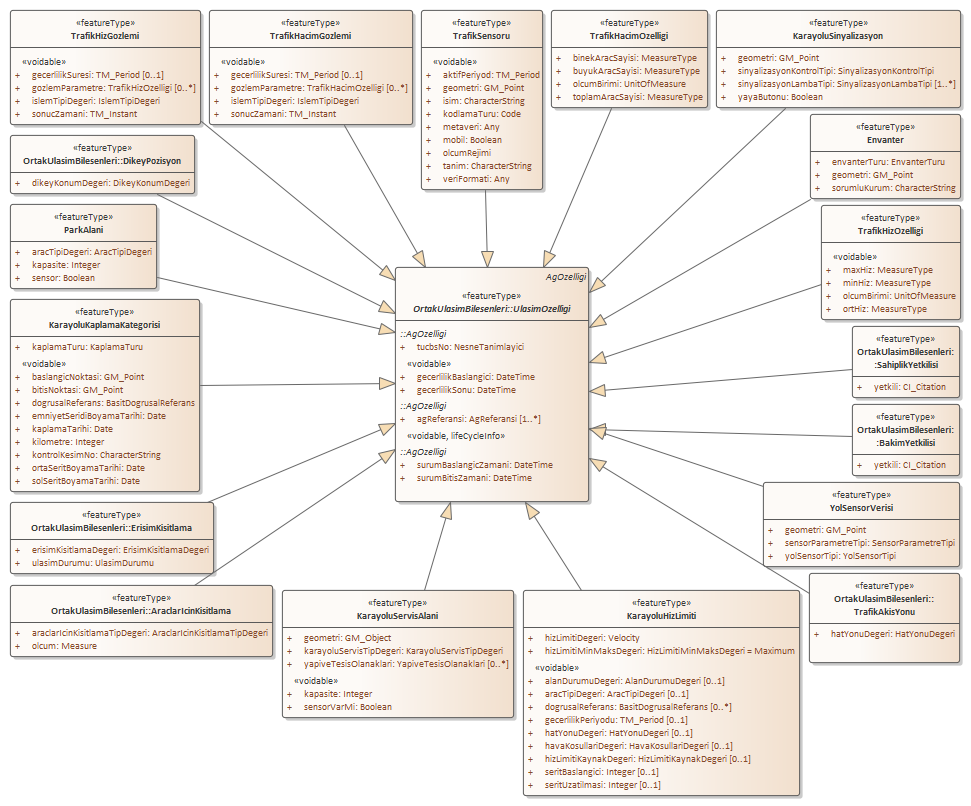 «featureType»
TrafikHizGozlemi
«voidable»
+ gecerlilikSuresi: TM_Period [0..1]
+ gozlemParametre: TrafikHizOzelligi [0..*]
+ islemTipiDegeri: IslemTipiDegeri
+ sonucZamani: TM_Instant
«featureType»
TrafikHacimGozlemi
«voidable»
+ gecerlilikSuresi: TM_Period [0..1]
+ gozlemParametre: TrafikHacimOzelligi [0..*]
+ islemTipiDegeri: IslemTipiDegeri
+ sonucZamani: TM_Instant
«featureType»
TrafikSensoru
«voidable»
+ aktifPeriyod: TM_Period
+ geometri: GM_Point
+ isim: CharacterString
+ kodlamaTuru: Code
+ metaveri: Any
+ mobil: Boolean
+ olcumRejimi
+ tanim: CharacterString
+ veriFormati: Any
«featureType»
TrafikHacimOzelligi
+ binekAracSayisi: MeasureType
+ buyukAracSayisi: MeasureType
+ olcumBirimi: UnitOfMeasure
+ toplamAracSayisi: MeasureType
«featureType»
KarayoluSinyalizasyon
+ geometri: GM_Point
+ sinyalizasyonKontrolTipi: SinyalizasyonKontrolTipi
+ sinyalizasyonLambaTipi: SinyalizasyonLambaTipi [1..*]
+ yayaButonu: Boolean
«featureType»
Envanter
+ envanterTuru: EnvanterTuru
+ geometri: GM_Point
+ sorumluKurum: CharacterString
«featureType»
OrtakUlasimBilesenleri::DikeyPozisyon
+ dikeyKonumDegeri: DikeyKonumDegeri
«featureType»
ParkAlani
+ aracTipiDegeri: AracTipiDegeri
+ kapasite: Integer
+ sensor: Boolean
«featureType»
TrafikHizOzelligi
«voidable»
+ maxHiz: MeasureType
+ minHiz: MeasureType
+ olcumBirimi: UnitOfMeasure
+ ortHiz: MeasureType
AgOzelligi
«featureType»
OrtakUlasimBilesenleri::UlasimOzelligi
::AgOzelligi
+ tucbsNo: NesneTanimlayici
«voidable»
+ gecerlilikBaslangici: DateTime
+ gecerlilikSonu: DateTime
::AgOzelligi
+ agReferansi: AgReferansi [1..*]
«voidable, lifeCycleInfo»
::AgOzelligi
+ surumBaslangicZamani: DateTime
+ surumBitisZamani: DateTime
«featureType»
KarayoluKaplamaKategorisi
+ kaplamaTuru: KaplamaTuru
«voidable»
+ baslangicNoktasi: GM_Point
+ bitisNoktasi: GM_Point
+ dogrusalReferans: BasitDogrusalReferans
+ emniyetSeridiBoyamaTarihi: Date
+ kaplamaTarihi: Date
+ kilometre: Integer
+ kontrolKesimNo: CharacterString
+ ortaSeritBoyamaTarihi: Date
+ solSeritBoyamaTarihi: Date
«featureType»
OrtakUlasimBilesenleri:
:SahiplikYetkilisi
+ yetkili: CI_Citation
«featureType»
OrtakUlasimBilesenleri:
:BakimYetkilisi
+ yetkili: CI_Citation
«featureType»
YolSensorVerisi
+ geometri: GM_Point
+ sensorParametreTipi: SensorParametreTipi
+ yolSensorTipi: YolSensorTipi
«featureType»
OrtakUlasimBilesenleri::ErisimKisitlama
+ erisimKisitlamaDegeri: ErisimKisitlamaDegeri
+ ulasimDurumu: UlasimDurumu
«featureType»
OrtakUlasimBilesenleri::
TrafikAkisYonu
+ hatYonuDegeri: HatYonuDegeri
«featureType»
OrtakUlasimBilesenleri::AraclarIcinKisitlama
+ araclarIcinKisitlamaTipDegeri: AraclarIcinKisitlamaTipDegeri
+ olcum: Measure
«featureType»
KarayoluServisAlani
+ geometri: GM_Object
+ karayoluServisTipDegeri: KarayoluServisTipDegeri
+ yapiveTesisOlanaklari: YapiveTesisOlanaklari [0..*]
«voidable»
+ kapasite: Integer
+ sensorVarMi: Boolean
«featureType»
KarayoluHizLimiti
+ hizLimitiDegeri: Velocity
+ hizLimitiMinMaksDegeri: HizLimitiMinMaksDegeri = Maximum
«voidable»
+ alanDurumuDegeri: AlanDurumuDegeri [0..1]
+ aracTipiDegeri: AracTipiDegeri [0..1]
+ dogrusalReferans: BasitDogrusalReferans [0..*]
+ gecerlilikPeriyodu: TM_Period [0..1]
+ hatYonuDegeri: HatYonuDegeri [0..1]
+ havaKosullariDegeri: HavaKosullariDegeri [0..1]
+ hizLimitiKaynakDegeri: HizLimitiKaynakDegeri [0..1]
+ seritBaslangici: Integer [0..1]
+ seritUzatilmasi: Integer [0..1]